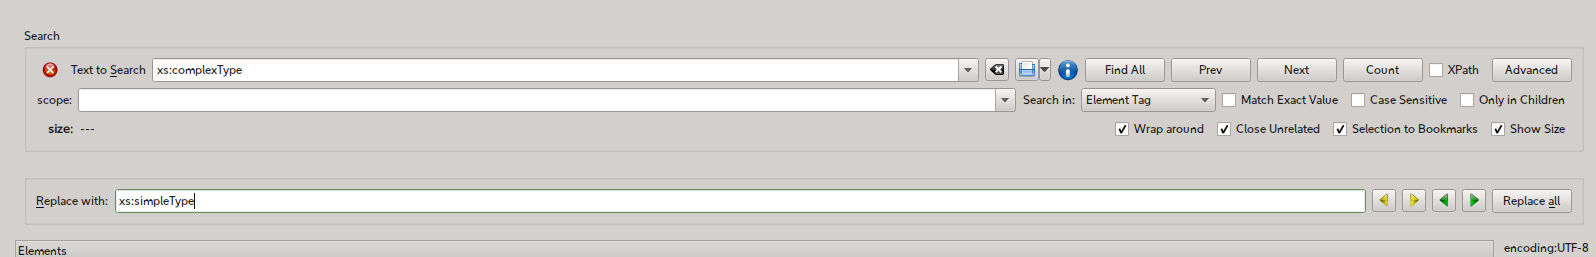 Search
Text to Search xs:complexType Find All Prev Next Count XPath Advanced
scope: Search in: Element Tag Match Exact Value Case Sensitive Only in Children
size: --- Wrap around Close Unrelated Selection to Bookmarks Show Size
Replace with: xs:simpleType Replace all
Elements encoding:UTF-8